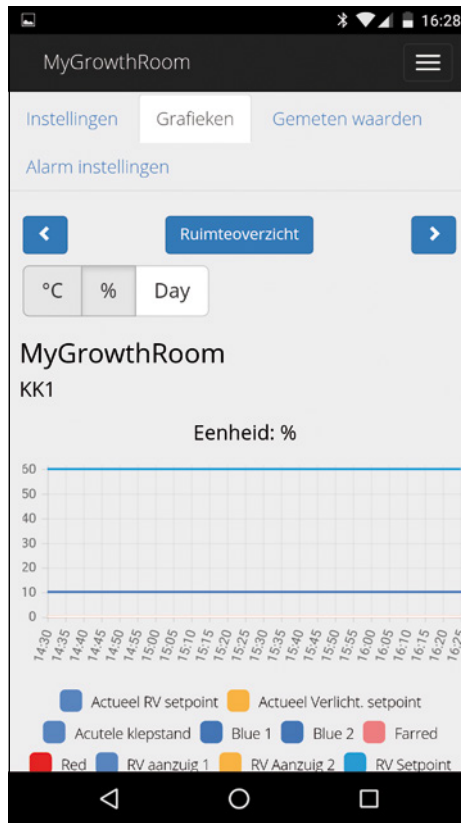 16:28
MyGrowthRoom
Instellingen Grafieken Gemeten waarden
Alarm instellingen
Ruimteoverzicht
°C % Day
MyGrowthRoom
KK1
Eenheid: %
50
50
40
30
20
10
0
14:30 14:35 14:40 14:45 14:50 14:55 15:00 15:05 15:10 15:15 15:20 15:25 15:30 15:35 15:40 15:45 15:50 15:55 16:00 16:05 16:10 16:15 16:20 16:25
Actueel RV setpoint Actueel Verlicht. setpoint
Acutele klepstand Blue 1 Blue 2 Farred
Red RV aanzuig 1 RV Aanzuig 2 RV Setpoint